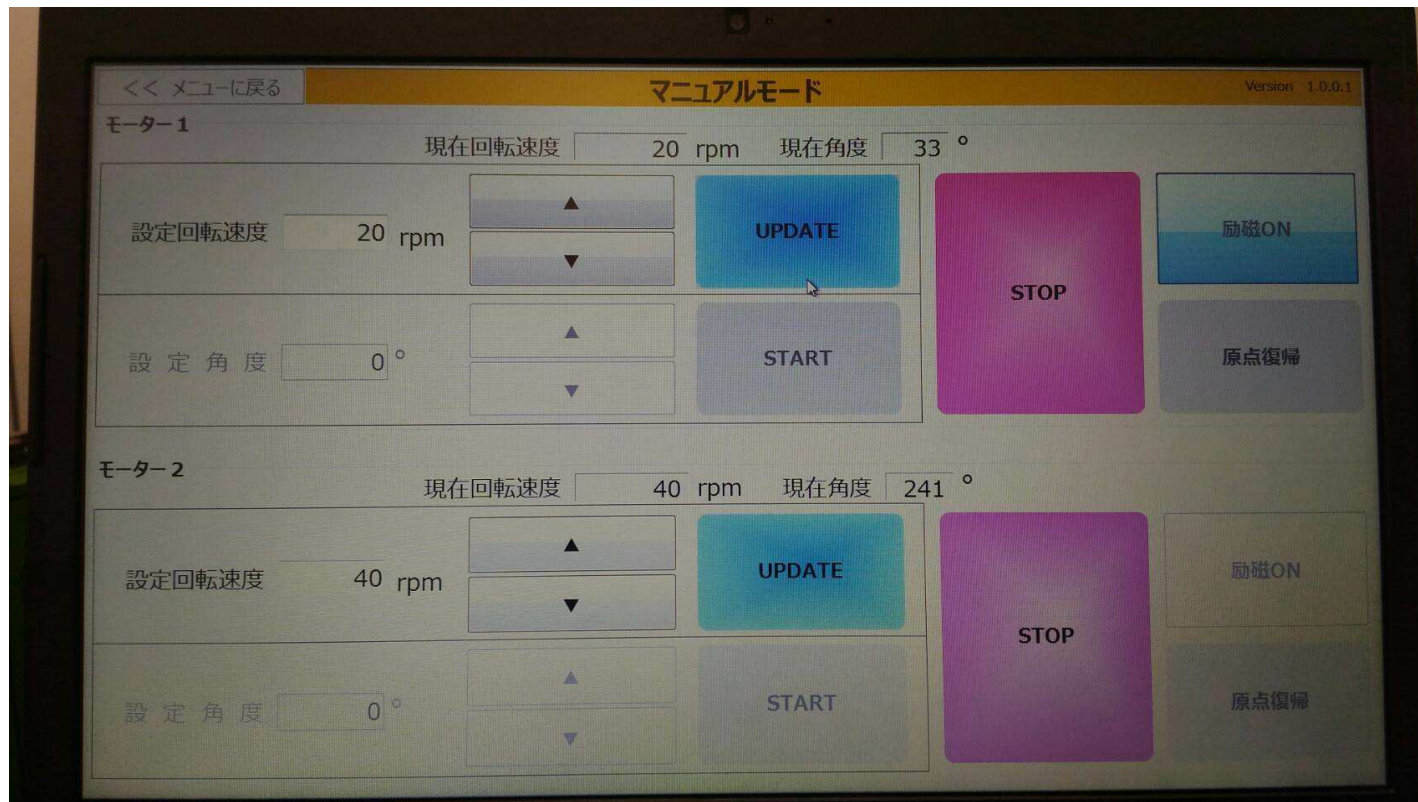 << メニューに戻る マニュアルモード Version 1.0.0.1
モーター1
現在回転速度 20 rpm 現在角度 33 °
設定回転速度 20 rpm ▲ ▼ UPDATE STOP 励磁ON
設定角度 0 ° ▲ ▼ START 原点復帰
モーター2
現在回転速度 40 rpm 現在角度 241 °
設定回転速度 40 rpm ▲ ▼ UPDATE STOP 励磁ON
設定角度 0 ° ▲ ▼ START 原点復帰